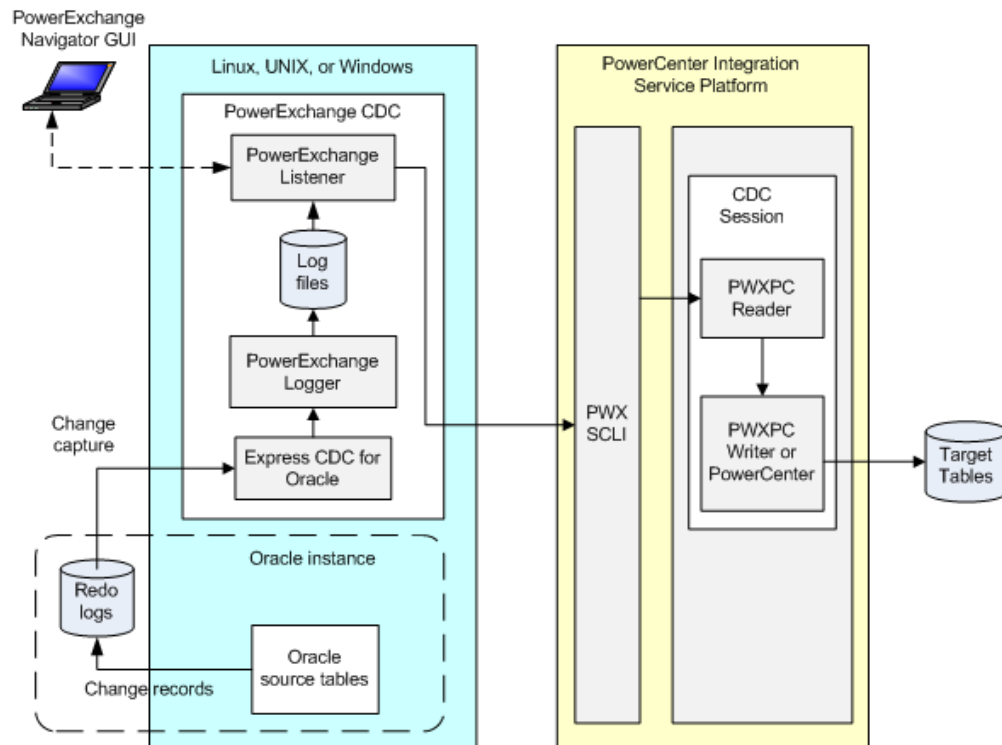 PowerExchange
Navigator GUI
Linux, UNIX, or Windows
PowerExchange CDC
PowerExchange
Listener
Log
files
PowerExchange
Logger
Express CDC for
Oracle
Change
capture
Oracle instance
Redo
logs
Oracle
source tables
Change records
PowerCenter Integration
Service Platform
PWX
SCLI
CDC
Session
PWXPC
Reader
PWXPC
Writer or
PowerCenter
Target
Tables